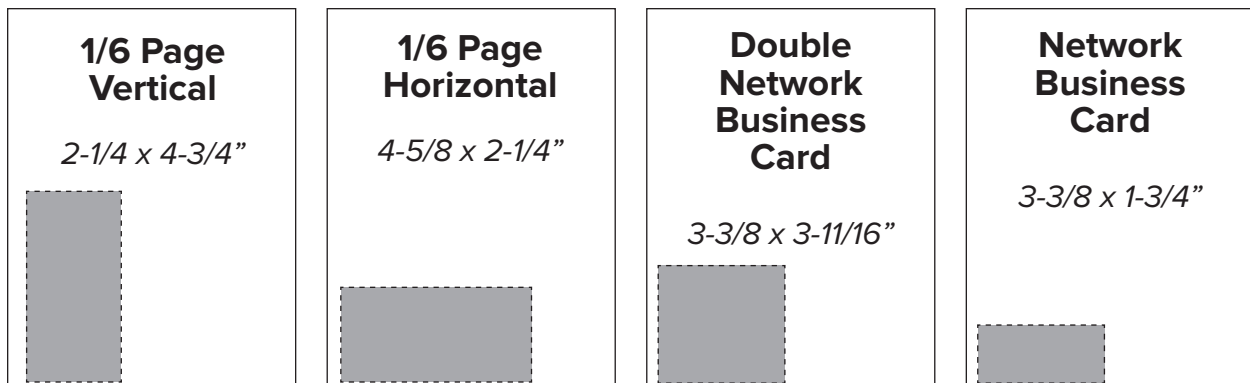 1/6 Page
Vertical
2-1/4 x 4-3/4”
1/6 Page
Horizontal
4-5/8 x 2-1/4”
Double
Network
Business
Card
3-3/8 x 3-11/16”
Network
Business
Card
3-3/8 x 1-3/4”